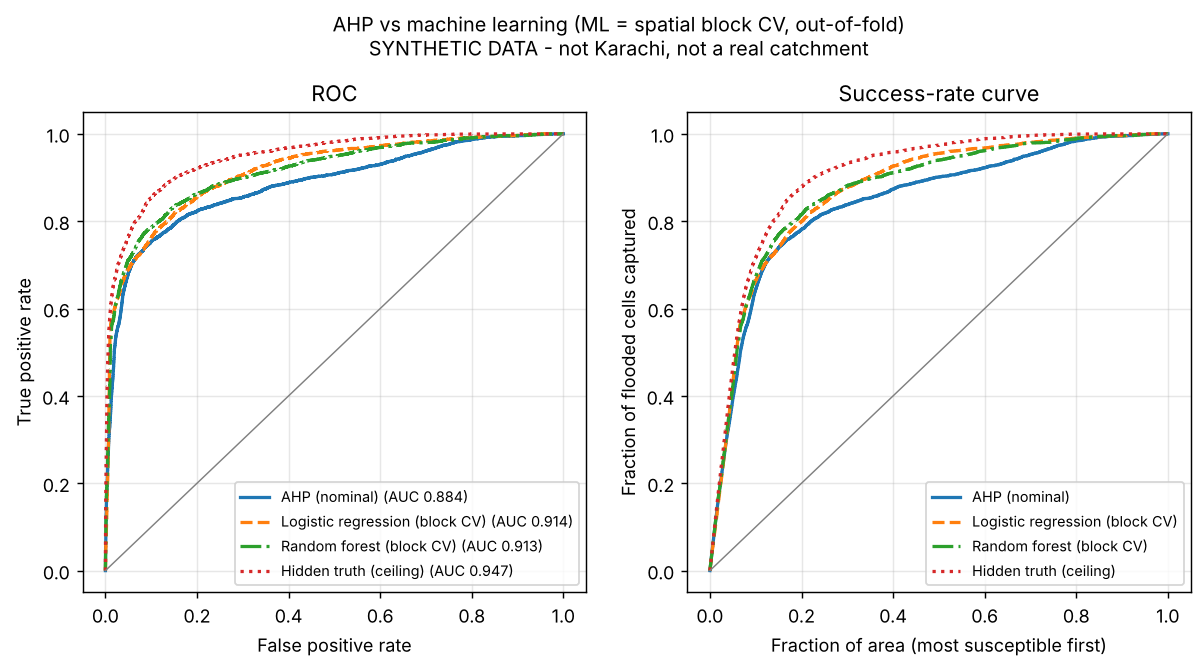 AHP vs machine learning (ML = spatial block CV, out-of-fold)
SYNTHETIC DATA - not Karachi, not a real catchment
ROC
True positive rate
1.0
0.8
0.6
0.4
0.2
0.0
AHP (nominal) (AUC 0.884)
Logistic regression (block CV) (AUC 0.914)
Random forest (block CV) (AUC 0.913)
Hidden truth (ceiling) (AUC 0.947)
0.0 0.2 0.4 0.6 0.8 1.0
False positive rate
Success-rate curve
Fraction of flooded cells captured
1.0
0.8
0.6
0.4
0.2
0.0
AHP (nominal)
Logistic regression (block CV)
Random forest (block CV)
Hidden truth (ceiling)
0.0 0.2 0.4 0.6 0.8 1.0
Fraction of area (most susceptible first)